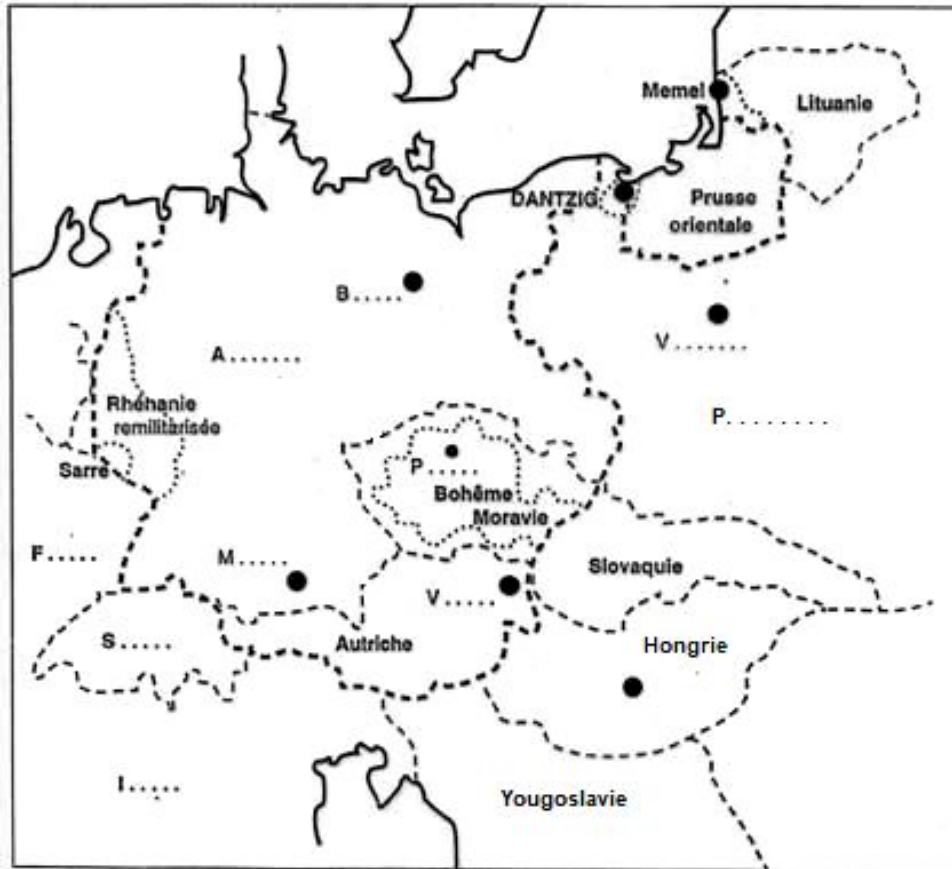 Memel
Lituanie
DANTZIG
Prusse
orientale
B.....
V........
A........
P.........
Rhénanie
remilitarisée
Sarre
P.....
Bohême
Moravie
F.....
M.....
Slovaquie
V.....
S.....
Autriche
Hongrie
I.....
Yougoslavie